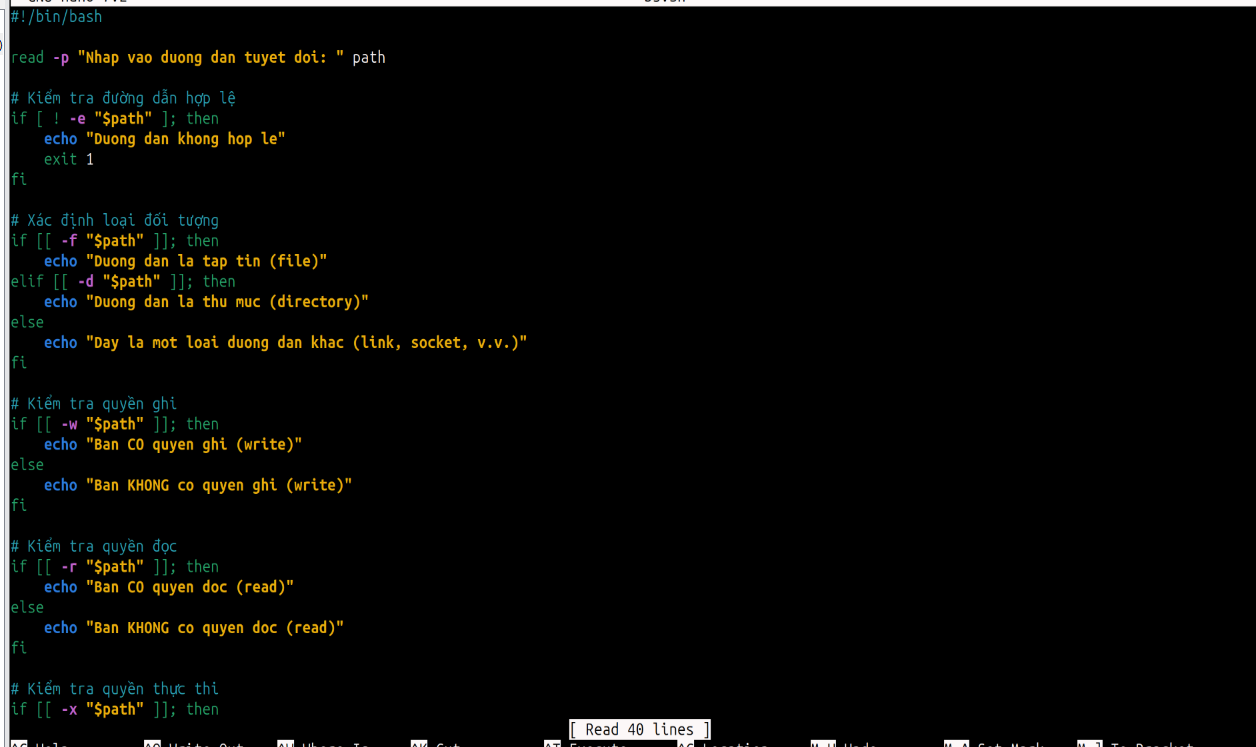 #!/bin/bash
read -p "Nhap vao duong dan tuyet doi: " path
# Kiểm tra đường dẫn hợp lệ
if [ ! -e "$path" ]; then
    echo "Duong dan khong hop le"
    exit 1
fi
# Xác định loại đối tượng
if [[ -f "$path" ]]; then
    echo "Duong dan la tap tin (file)"
elif [[ -d "$path" ]]; then
    echo "Duong dan la thu muc (directory)"
else
    echo "Day la mot loai duong dan khac (link, socket, v.v.)"
fi
# Kiểm tra quyền ghi
if [[ -w "$path" ]]; then
    echo "Ban CO quyen ghi (write)"
else
    echo "Ban KHONG co quyen ghi (write)"
fi
# Kiểm tra quyền đọc
if [[ -r "$path" ]]; then
    echo "Ban CO quyen doc (read)"
else
    echo "Ban KHONG co quyen doc (read)"
fi
# Kiểm tra quyền thực thi
if [[ -x "$path" ]]; then
[ Read 40 lines ]